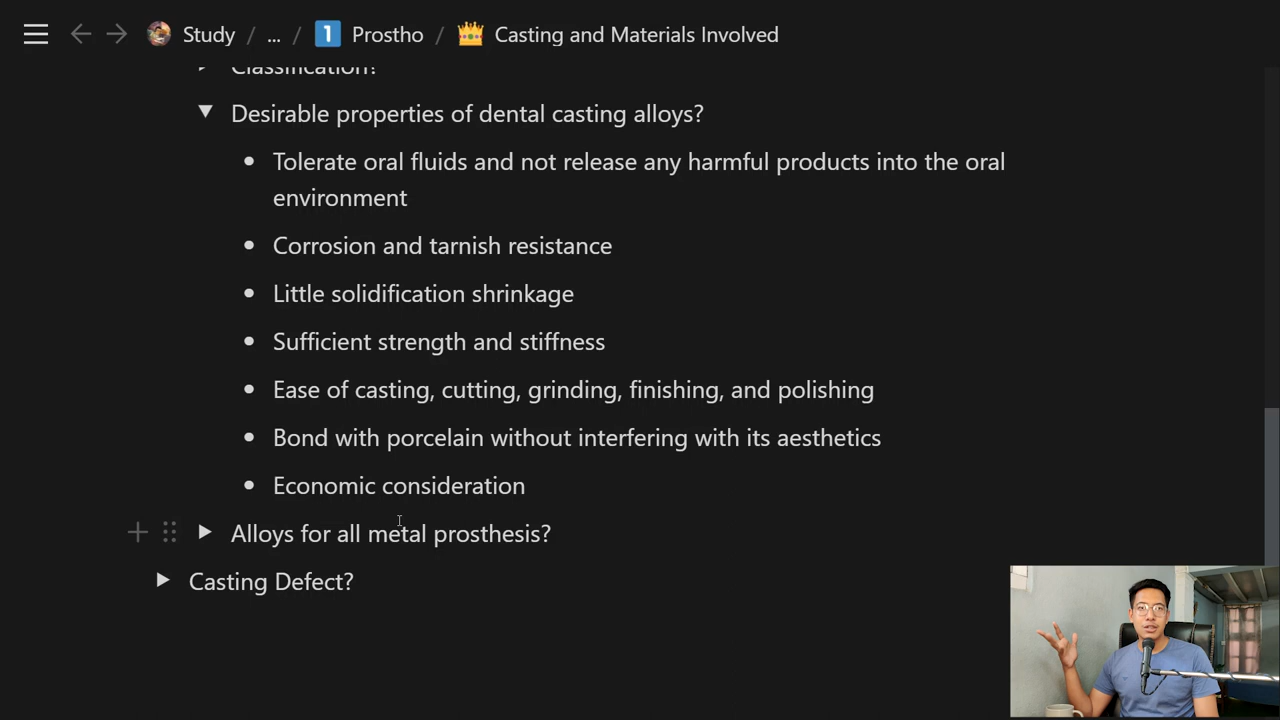 Study / ... / 1 Prostho / Casting and Materials Involved
Classification?
Desirable properties of dental casting alloys?
Tolerate oral fluids and not release any harmful products into the oral
environment
Corrosion and tarnish resistance
Little solidification shrinkage
Sufficient strength and stiffness
Ease of casting, cutting, grinding, finishing, and polishing
Bond with porcelain without interfering with its aesthetics
Economic consideration
Alloys for all metal prosthesis?
Casting Defect?